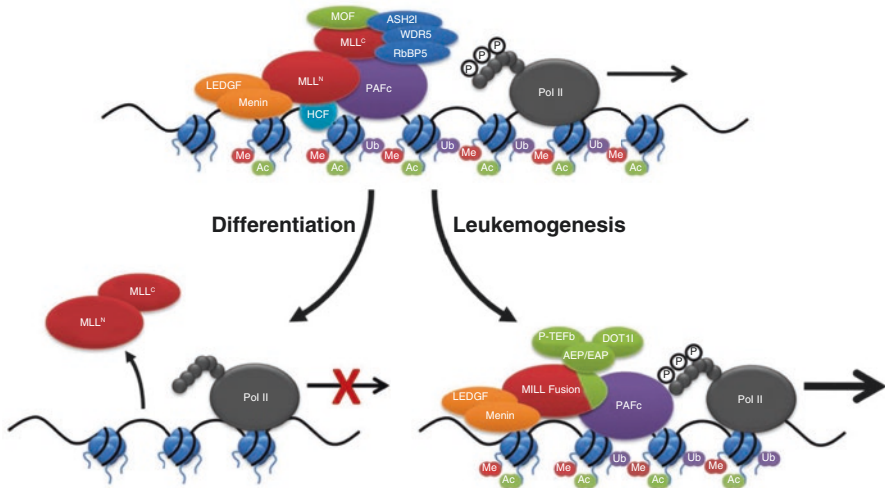 MOF
ASH2l
MLLᶜ
WDR5
RbBP5
MLLᴺ
PAFc
LEDGF
Menin
HCF
P P P
Pol II
Me Ac
Me Ac
Ub Me Ac
Ub Me Ac
Ub Me Ac
Ub Me Ac
Differentiation
Leukemogenesis
MLLᶜ
MLLᴺ
Pol II
X
P-TEFb
DOT1l
AEP/EAP
MILL Fusion
PAFc
LEDGF
Menin
P P P
Pol II
Me Ac
Me Ac
Ub Me Ac
Ub Me Ac
Ub